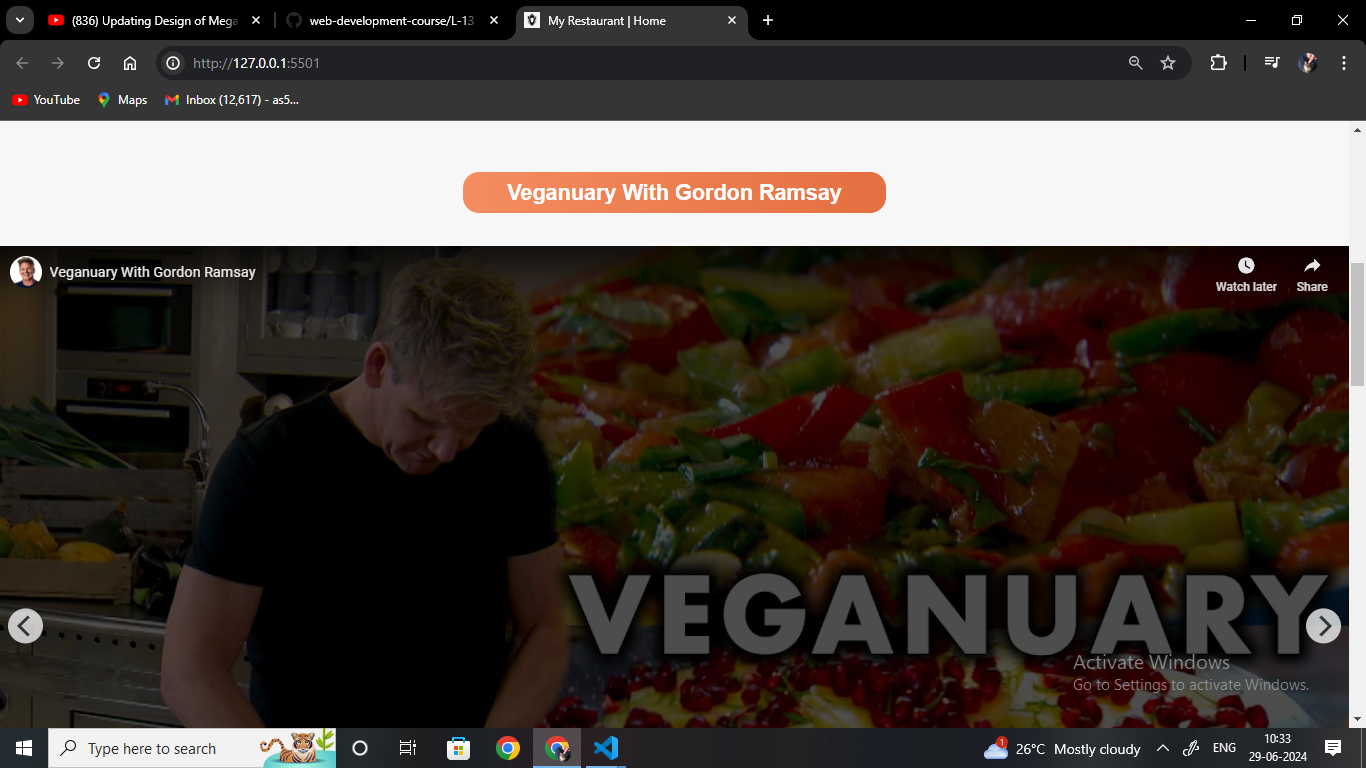 (836) Updating Design of Mega
web-development-course/L-13
My Restaurant | Home
http://127.0.0.1:5501
YouTube
Maps
Inbox (12,617) - as5...
Veganuary With Gordon Ramsay
Veganuary With Gordon Ramsay
Watch later
Share
VEGANUARY
Activate Windows
Go to Settings to activate Windows.
Type here to search
1
26°C Mostly cloudy
ENG
10:33
29-06-2024